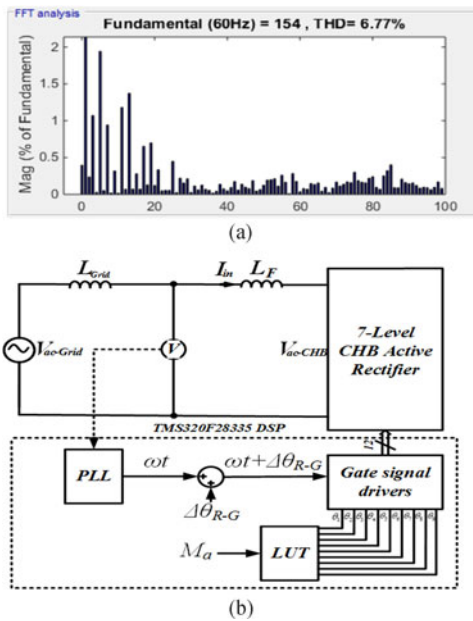 FFT analysis
Fundamental (60Hz) = 154 , THD= 6.77%
Mag (% of Fundamental)
2
1.5
1
0.5
0
0 20 40 60 80 100
(a)
L_Grid
I_in
L_F
V_ac-Grid
V
V_ac-CHB
7-Level
CHB Active
Rectifier
TMS320F28335 DSP
12
PLL
ωt
ωt+Δθ_R-G
Gate signal
drivers
Δθ_R-G
M_a
LUT
(b)